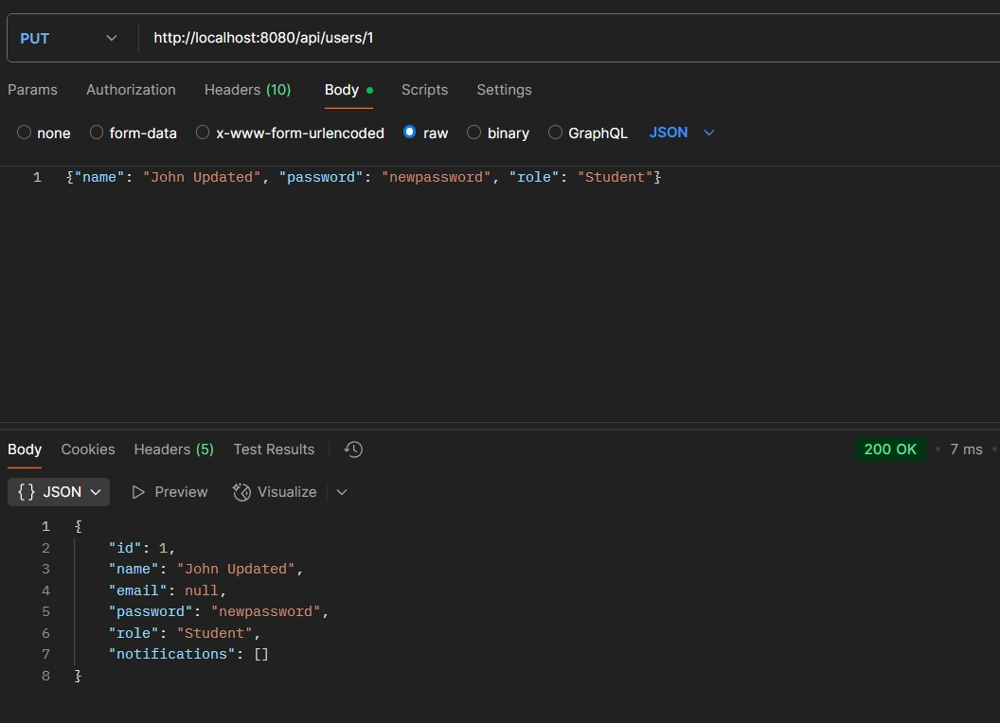 PUT http://localhost:8080/api/users/1
Params Authorization Headers (10) Body Scripts Settings
none form-data x-www-form-urlencoded raw binary GraphQL JSON
1 {"name": "John Updated", "password": "newpassword", "role": "Student"}
Body Cookies Headers (5) Test Results 200 OK 7 ms
{} JSON Preview Visualize
1 {
2 "id": 1,
3 "name": "John Updated",
4 "email": null,
5 "password": "newpassword",
6 "role": "Student",
7 "notifications": []
8 }